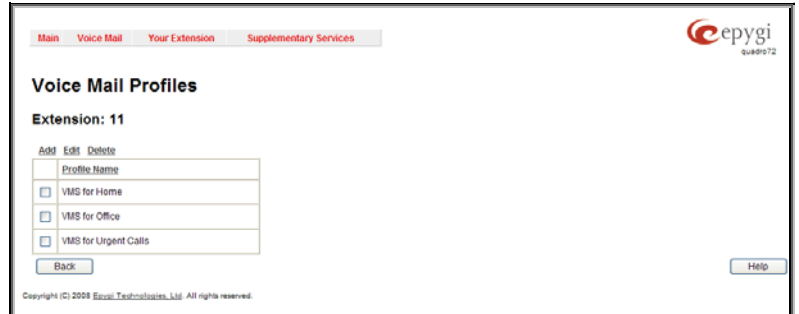 Main Voice Mail Your Extension Supplementary Services
epygi
quadro72
Voice Mail Profiles
Extension: 11
Add Edit Delete
Profile Name
VMS for Home
VMS for Office
VMS for Urgent Calls
Back Help
Copyright (C) 2008 Epygi Technologies, Ltd. All rights reserved.